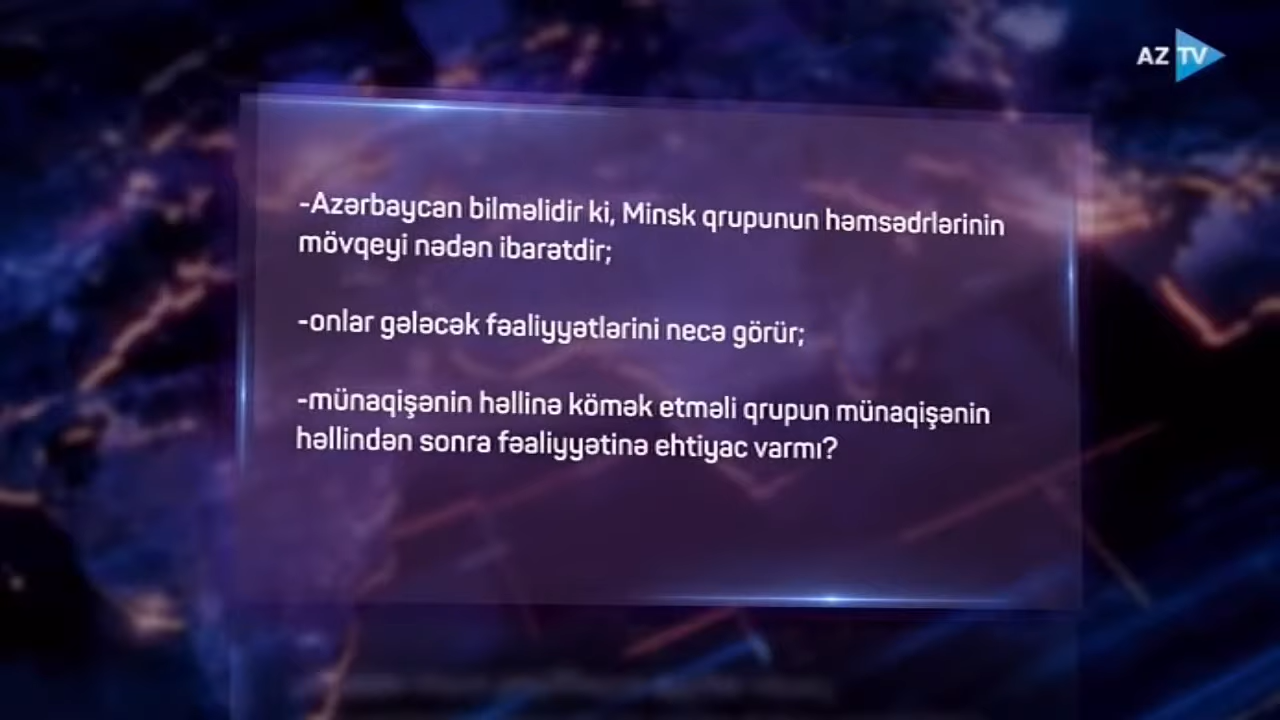 AZ TV
-Azərbaycan bilməlidir ki, Minsk qrupunun həmsədrlərinin
mövqeyi nədən ibarətdir;
-onlar gələcək fəaliyyətlərini necə görür;
-münaqişənin həllinə kömək etməli qrupun münaqişənin
həllindən sonra fəaliyyətinə ehtiyac varmı?